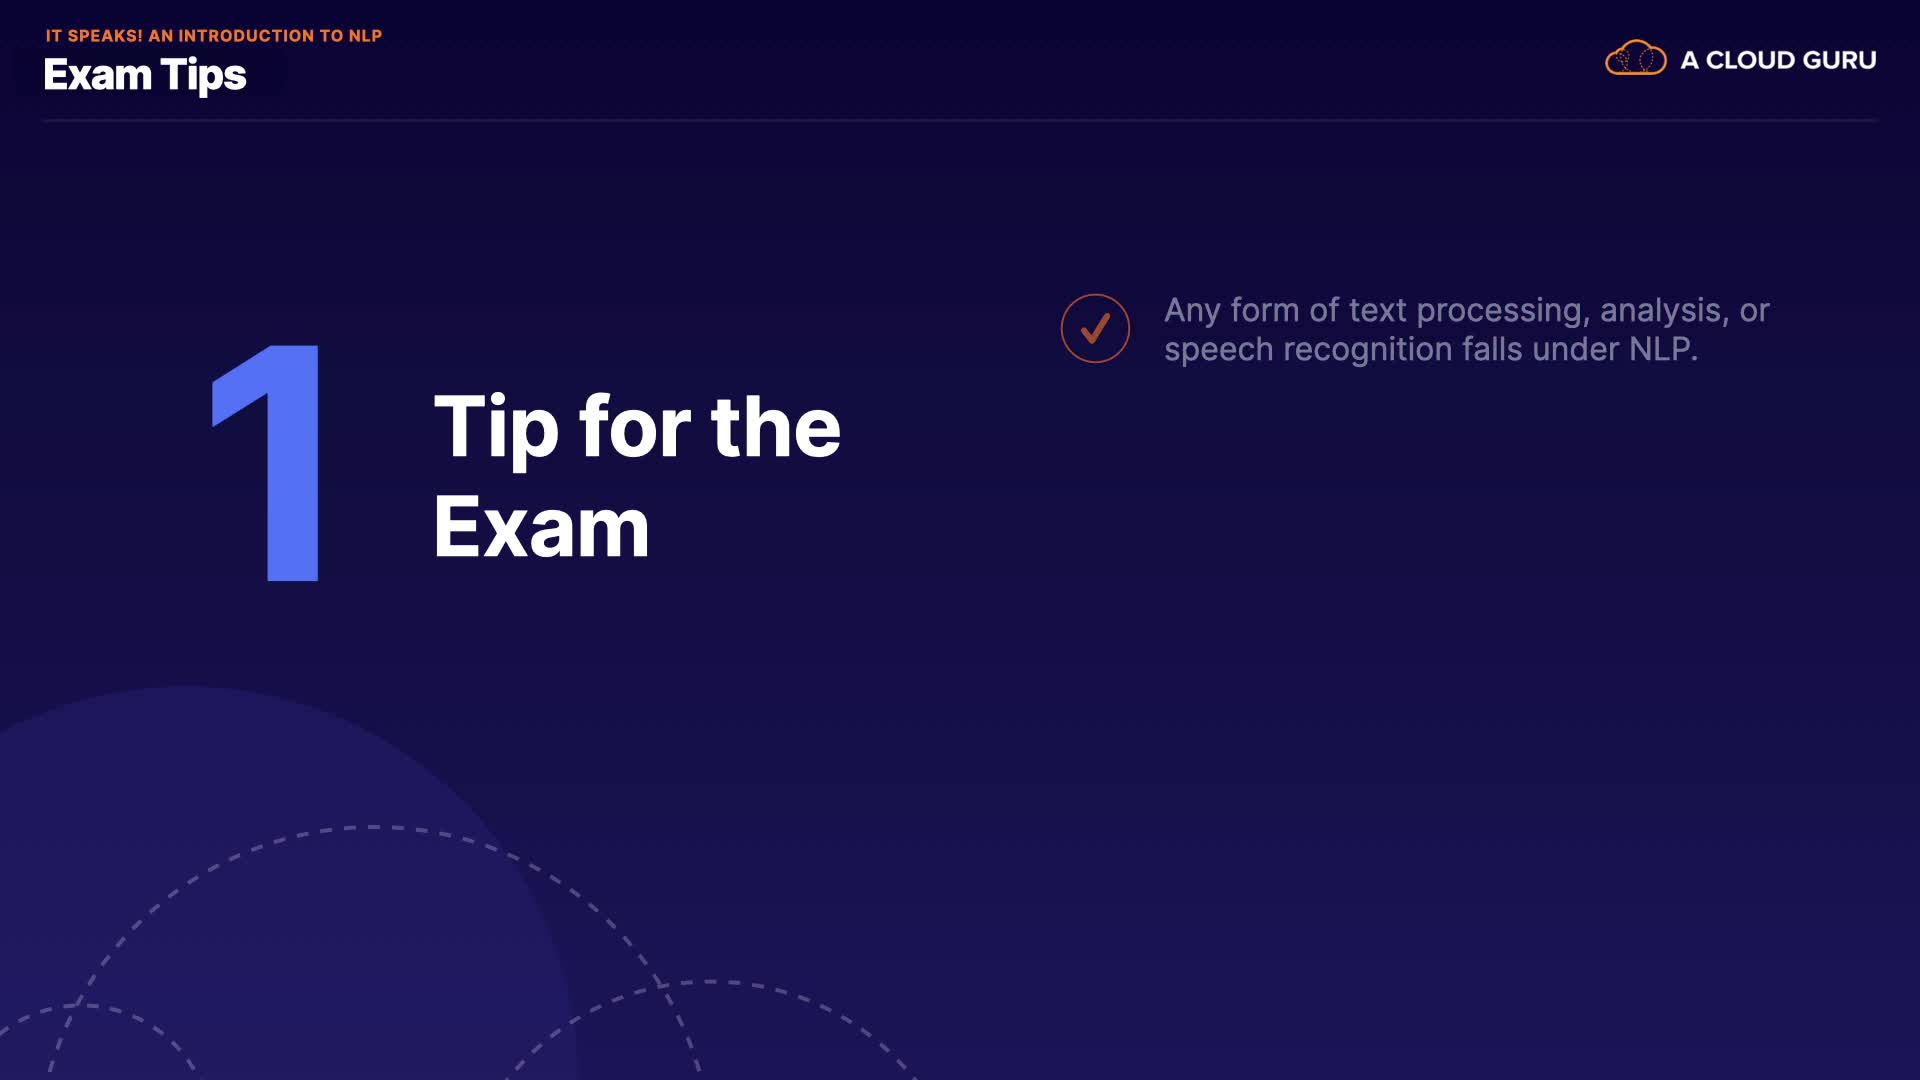 IT SPEAKS! AN INTRODUCTION TO NLP
Exam Tips
A CLOUD GURU
1
Tip for the
Exam
Any form of text processing, analysis, or
speech recognition falls under NLP.